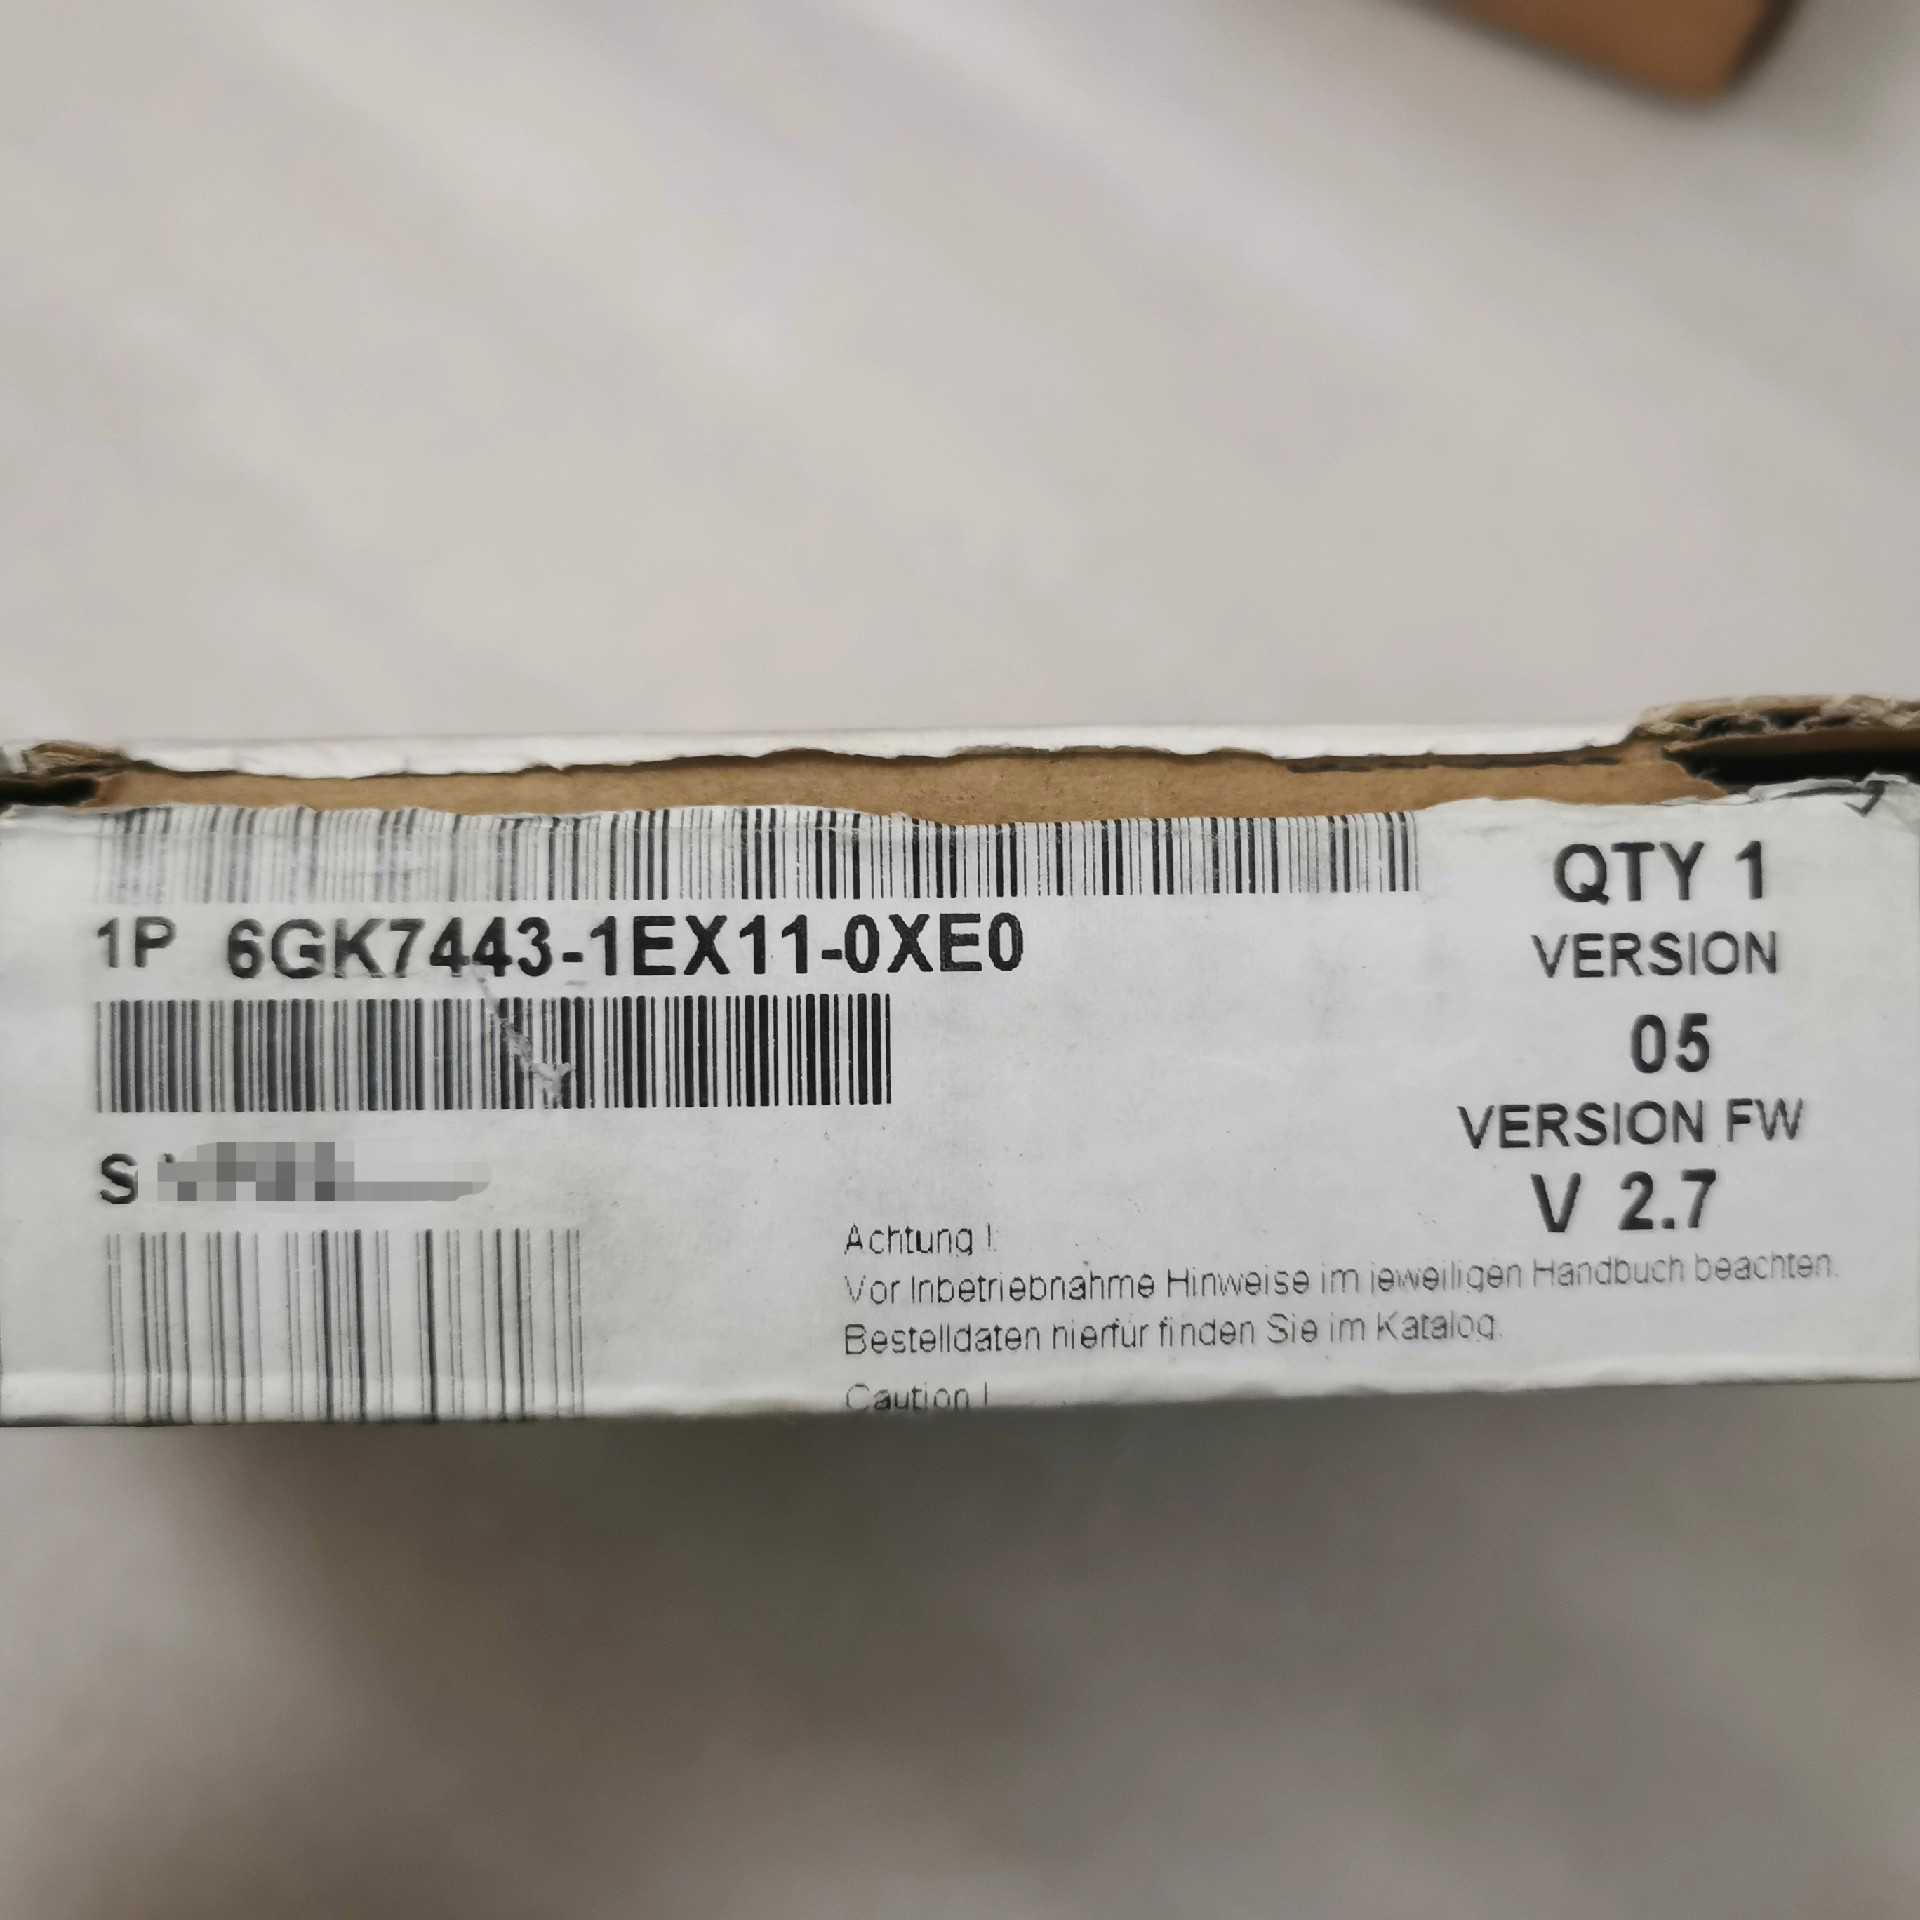 1P 6GK7443-1EX11-0XE0
QTY 1
VERSION
05
VERSION FW
V 2.7
S
Achtung !
Vor Inbetriebnahme Hinweise im jeweiligen Handbuch beachten.
Bestelldaten hierfür finden Sie im Katalog.
Caution !